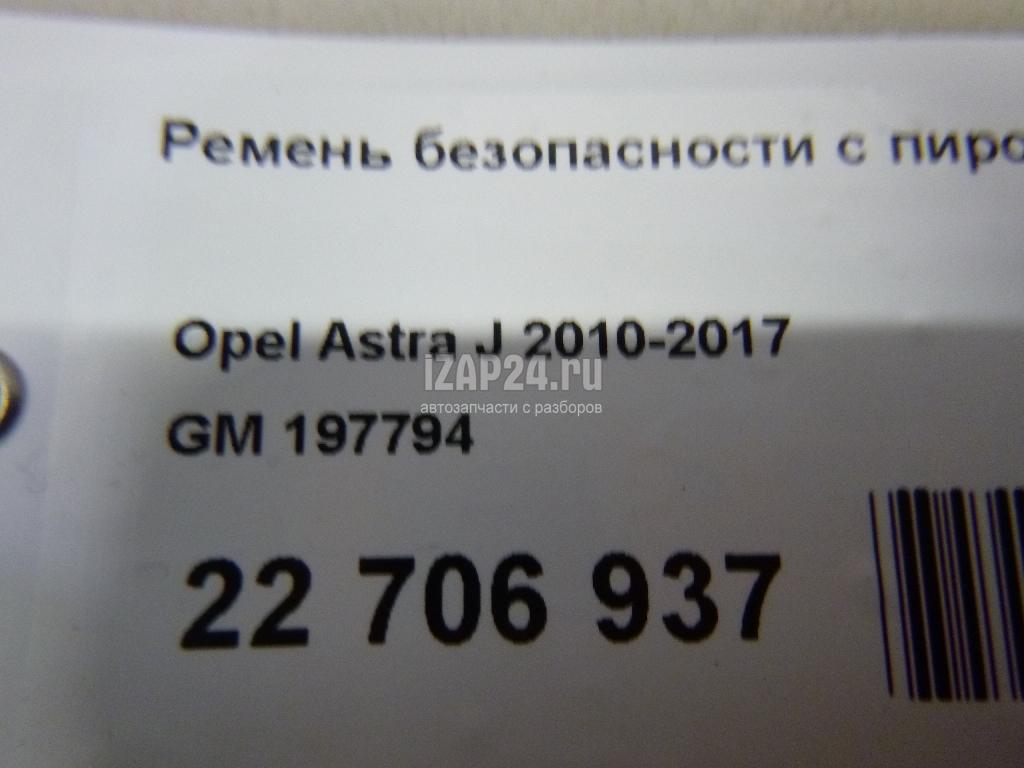 Ремень безопасности с пиро
Opel Astra J 2010-2017
iZAP24.ru
автозапчасти с разборов
GM 197794
22 706 937